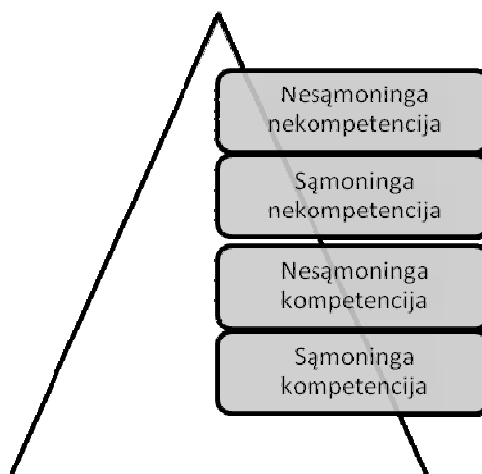 Nesąmoninga
nekompetencija
Sąmoninga
nekompetencija
Nesąmoninga
kompetencija
Sąmoninga
kompetencija